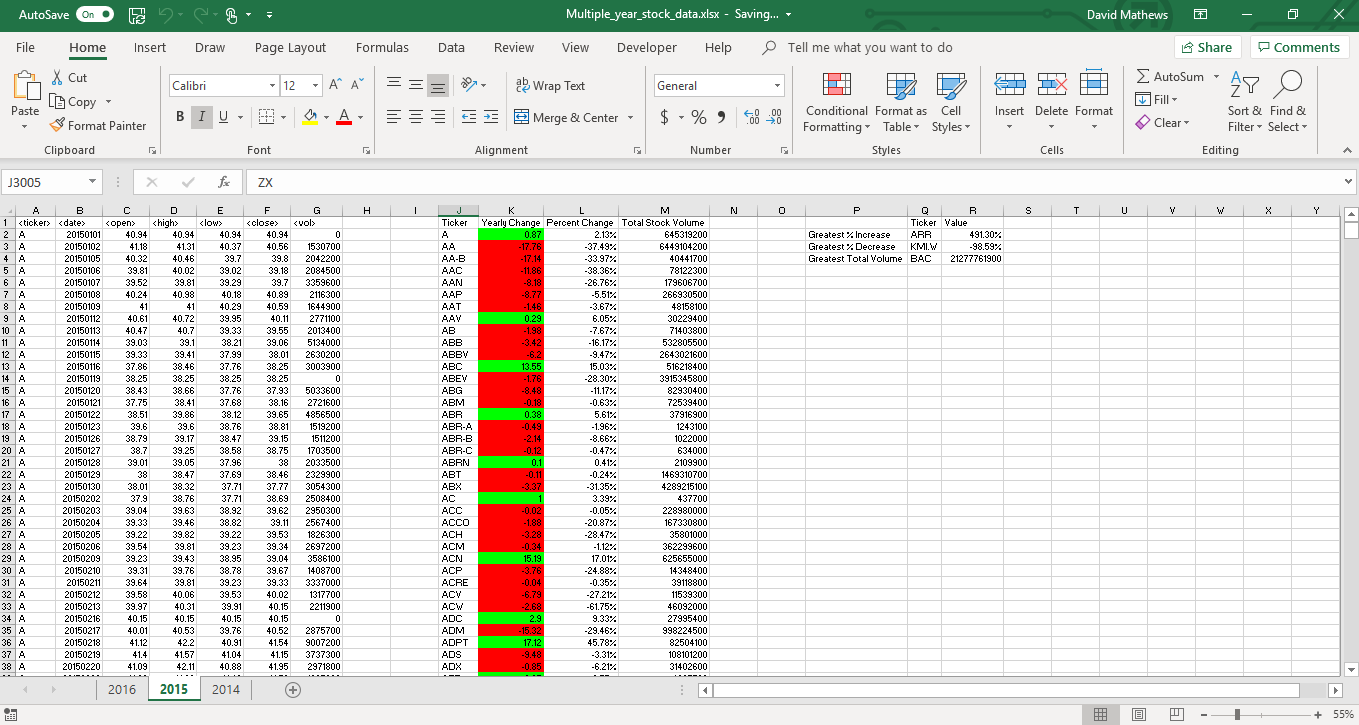 AutoSave On Multiple_year_stock_data.xlsx - Saving... David Mathews
File Home Insert Draw Page Layout Formulas Data Review View Developer Help Tell me what you want to do Share Comments
Paste Cut Copy Format Painter Clipboard
Calibri 12 A A B I U A Font
ab Wrap Text Merge & Center Alignment
General $ % Number
Conditional Formatting Format as Table Cell Styles Styles
Insert Delete Format Cells
AutoSum Fill Clear Sort & Filter Find & Select Editing
J3005 fx ZX
A B C D E F G H I J K L M N O P Q R S T U V W X Y
1 <ticker> <date> <open> <high> <low> <close> <vol> Ticker Yearly Change Percent Change Total Stock Volume Ticker Value
2 A 20150101 40.94 40.94 40.94 40.94 0 A 0.87 2.13% 645319200 Greatest % Increase ARR 491.30%
3 A 20150102 41.18 41.31 40.37 40.56 1530700 AA -17.76 -37.49% 6449104200 Greatest % Decrease KMI.W -98.59%
4 A 20150105 40.32 40.46 39.7 39.8 2042200 AA-B -17.14 -33.97% 40441700 Greatest Total Volume BAC 21277761900
5 A 20150106 39.81 40.02 39.02 39.18 2084500 AAC -11.86 -38.36% 78122300
6 A 20150107 39.52 39.81 39.29 39.7 3359600 AAN -8.18 -26.76% 179606700
7 A 20150108 40.24 40.98 40.18 40.89 2116300 AAP -8.77 -5.51% 266930500
8 A 20150109 41 41 40.29 40.59 1644900 AAT -1.46 -3.67% 48158100
9 A 20150112 40.61 40.72 39.95 40.11 2771100 AAV 0.29 6.05% 30229400
10 A 20150113 40.47 40.7 39.33 39.55 2013400 AB -1.98 -7.67% 71403800
11 A 20150114 39.03 39.1 38.21 39.06 5134000 ABB -3.42 -16.17% 532805500
12 A 20150115 39.33 39.41 37.99 38.01 2630200 ABBV -6.2 -9.47% 2643021600
13 A 20150116 37.86 38.46 37.76 38.25 3003900 ABC 13.55 15.03% 516218400
14 A 20150119 38.25 38.25 38.25 38.25 0 ABEV -1.76 -28.30% 3915345800
15 A 20150120 38.43 38.66 37.76 37.93 5033600 ABG -8.48 -11.17% 82930400
16 A 20150121 37.75 38.41 37.68 38.16 2721600 ABM -0.18 -0.63% 72539400
17 A 20150122 38.51 39.86 38.12 39.65 4856500 ABR 0.38 5.61% 37916900
18 A 20150123 39.6 39.6 38.76 38.81 1519200 ABR-A -0.49 -1.96% 1243100
19 A 20150126 38.79 39.17 38.47 39.15 1511200 ABR-B -2.14 -8.66% 1022000
20 A 20150127 38.7 39.25 38.58 38.75 1703500 ABR-C -0.12 -0.47% 634000
21 A 20150128 39.01 39.05 37.96 38 2033500 ABRN 0.1 0.41% 2109900
22 A 20150129 38 38.47 37.69 38.46 2329900 ABT -0.11 -0.24% 1469310700
23 A 20150130 38.01 38.32 37.71 37.77 3054300 ABX -3.37 -31.35% 4289215100
24 A 20150202 37.9 38.76 37.71 38.69 2508400 AC 1 3.39% 437700
25 A 20150203 39.04 39.63 38.92 39.62 2950300 ACC -0.02 -0.05% 228980000
26 A 20150204 39.33 39.46 38.82 39.11 2567400 ACCO -1.88 -20.87% 167330800
27 A 20150205 39.22 39.82 39.22 39.53 1826300 ACH -3.28 -28.47% 35801000
28 A 20150206 39.54 39.81 39.23 39.34 2697200 ACM -0.34 -1.12% 362299600
29 A 20150209 39.23 39.43 38.95 39.04 3586100 ACN 15.19 17.01% 625655000
30 A 20150210 39.31 39.76 38.78 39.67 1408700 ACP -3.76 -24.88% 14348400
31 A 20150211 39.64 39.81 39.23 39.33 3337000 ACRE -0.04 -0.35% 39118800
32 A 20150212 39.58 40.06 39.53 40.02 1317700 ACV -6.79 -27.21% 11539300
33 A 20150213 39.97 40.31 39.91 40.15 2211900 ACW -2.68 -61.75% 46092000
34 A 20150216 40.15 40.15 40.15 40.15 0 ADC 2.9 9.33% 27995400
35 A 20150217 40.01 40.53 39.76 40.52 2875700 ADM -15.32 -29.46% 998224500
36 A 20150218 41.12 42.2 40.91 41.54 9007200 ADPT 17.12 45.78% 82504100
37 A 20150219 41.4 41.57 41.04 41.15 3737300 ADS -9.48 -3.31% 108101200
38 A 20150220 41.09 42.11 40.88 41.95 2971800 ADX -0.85 -6.21% 31402600
2016 2015 2014
55%